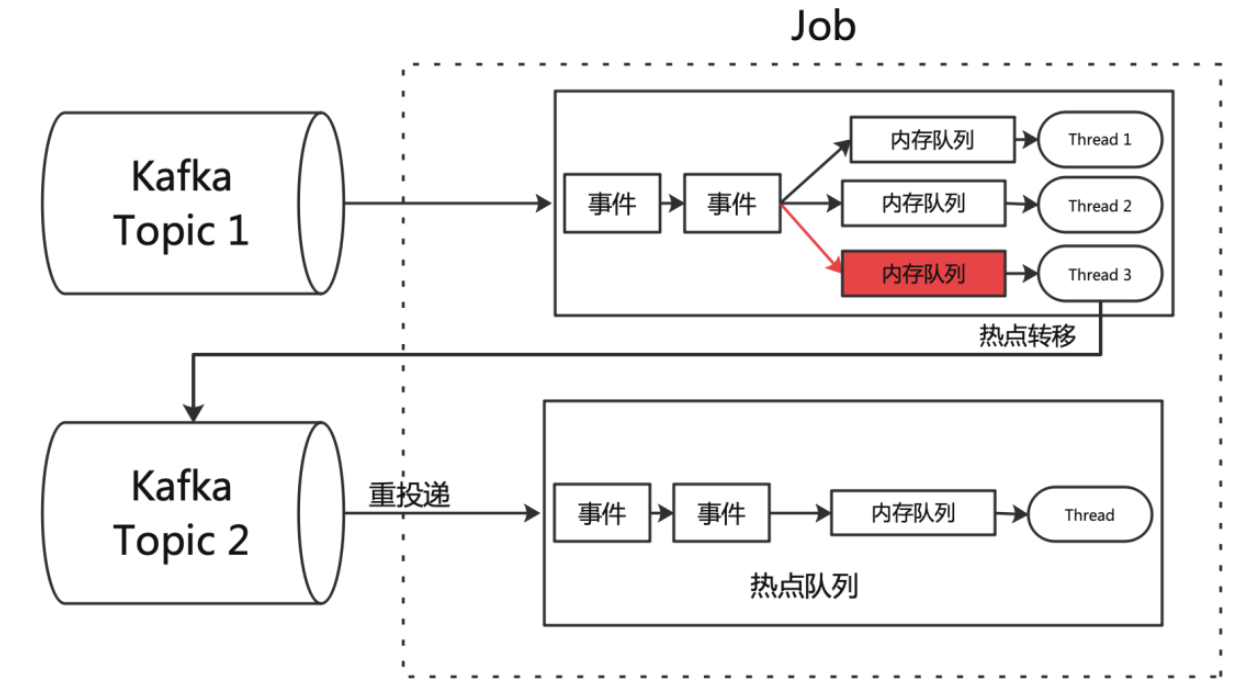 Job
Kafka
Topic 1
事件
事件
内存队列
Thread 1
内存队列
Thread 2
内存队列
Thread 3
热点转移
Kafka
Topic 2
重投递
事件
事件
内存队列
Thread
热点队列